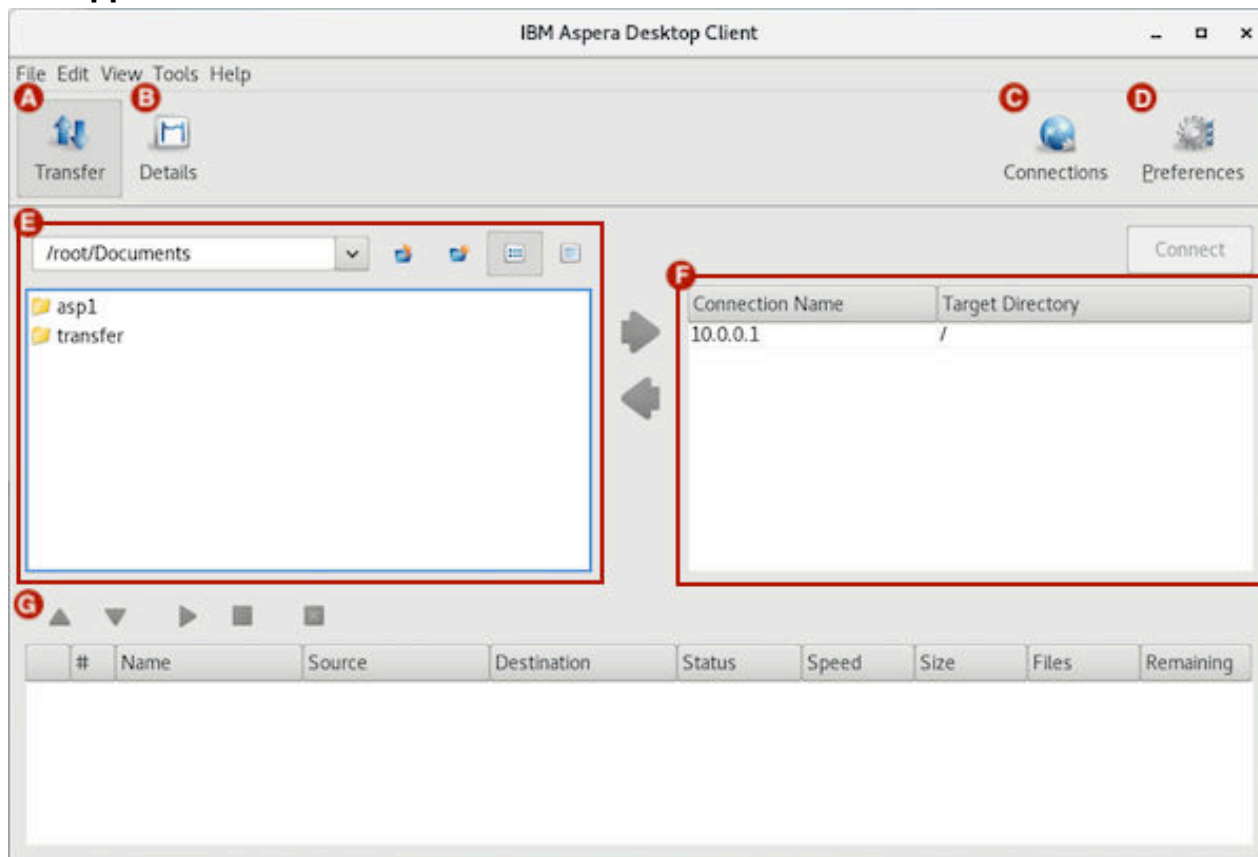 IBM Aspera Desktop Client
File Edit View Tools Help
A B C D
Transfer Details Connections Preferences
E
/root/Documents Connect
F
asp1 Connection Name Target Directory
transfer 10.0.0.1 /
G
# Name Source Destination Status Speed Size Files Remaining